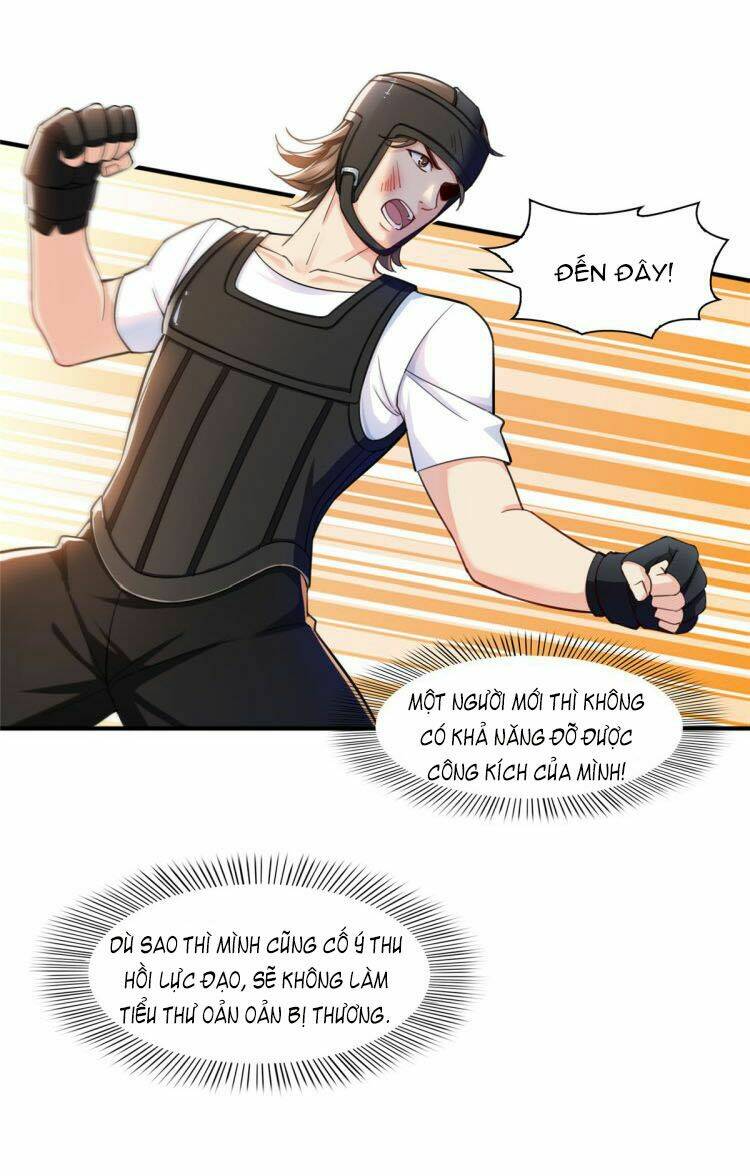 ĐẾN ĐÂY!
MỘT NGƯỜI MỚI THÌ KHÔNG
CÓ KHẢ NĂNG ĐỠ ĐƯỢC
CÔNG KÍCH CỦA MÌNH!
DÙ SAO THÌ MÌNH CŨNG CỐ Ý THU
HỒI LỰC ĐẠO, SẼ KHÔNG LÀM
TIỂU THƯ OẢN OẢN BỊ THƯƠNG.